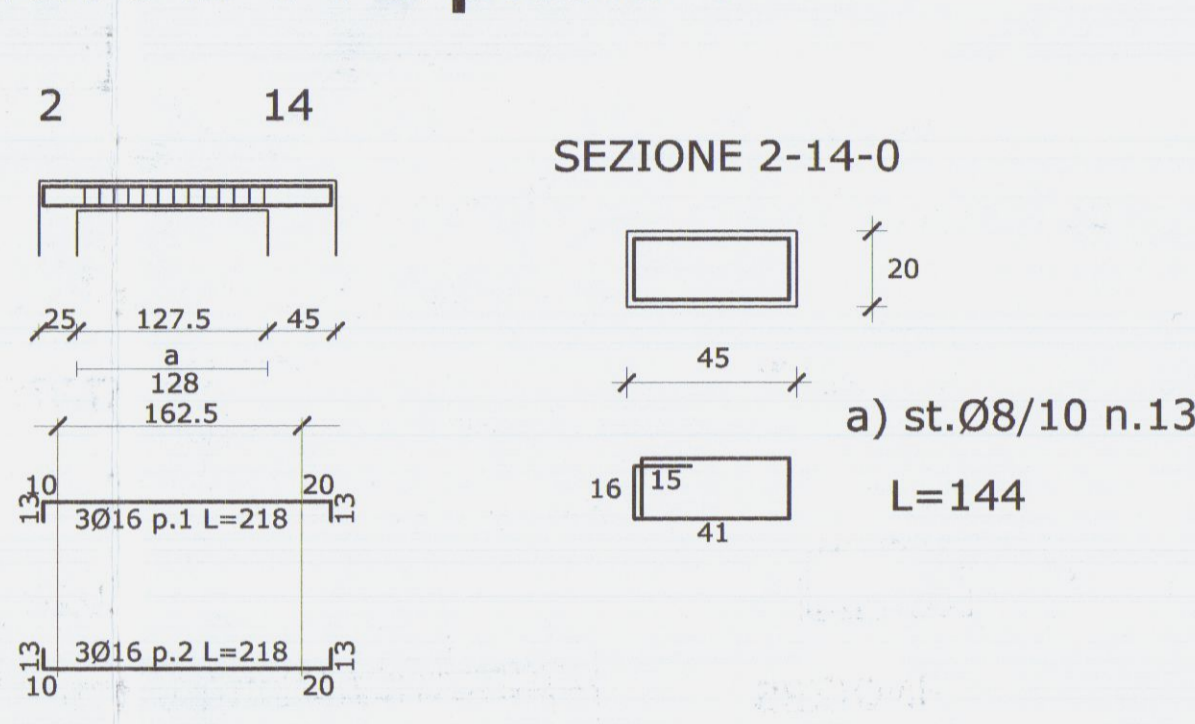 2 14
SEZIONE 2-14-0
20
25 127.5 45
a
128
162.5
45
a) st.Ø8/10 n.13
10 20
13 13
3Ø16 p.1 L=218
16 15
L=144
41
13 3Ø16 p.2 L=218 13
10 20